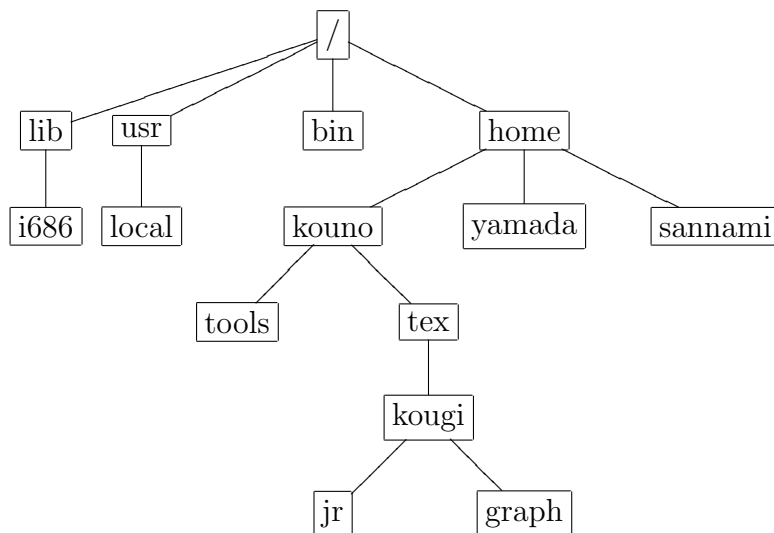 /
lib usr bin home
i686 local kouno yamada sannami
tools tex
kougi
jr graph